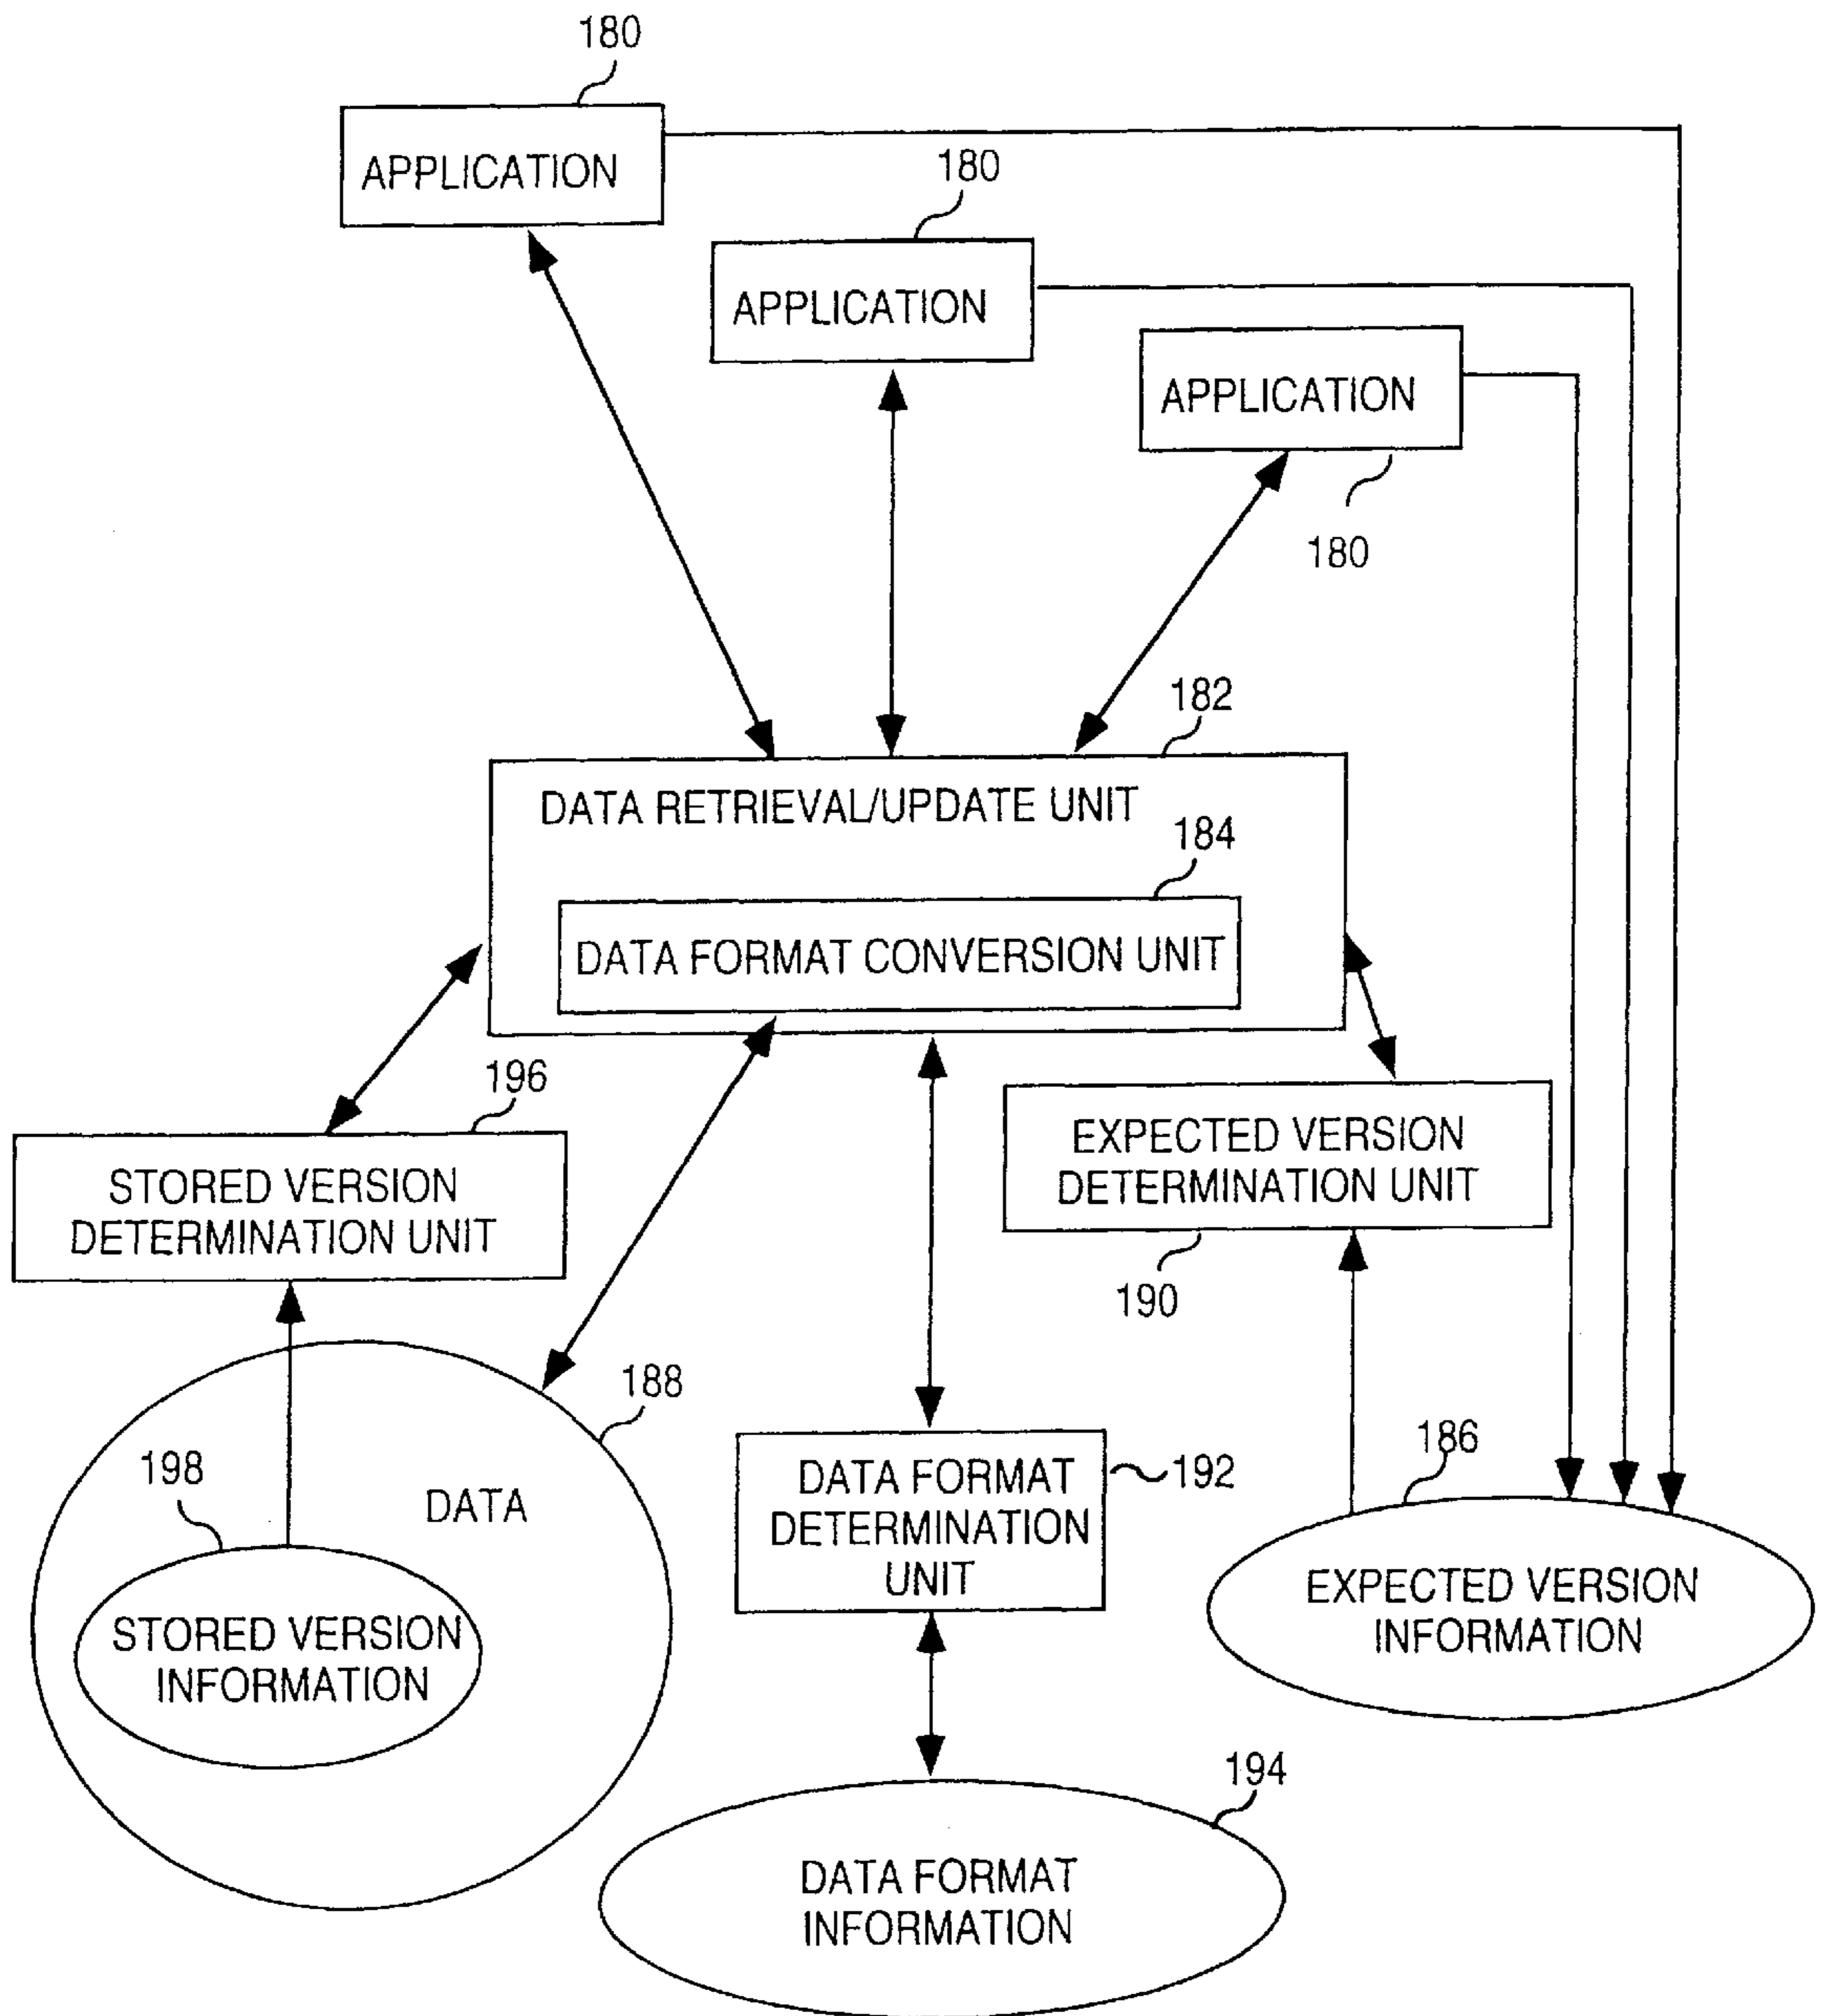 180
APPLICATION
180
APPLICATION
APPLICATION
180
182
DATA RETRIEVAL/UPDATE UNIT
184
DATA FORMAT CONVERSION UNIT
196
STORED VERSION
DETERMINATION UNIT
EXPECTED VERSION
DETERMINATION UNIT
190
188
198
DATA
STORED VERSION
INFORMATION
192
DATA FORMAT
DETERMINATION
UNIT
186
EXPECTED VERSION
INFORMATION
194
DATA FORMAT
INFORMATION